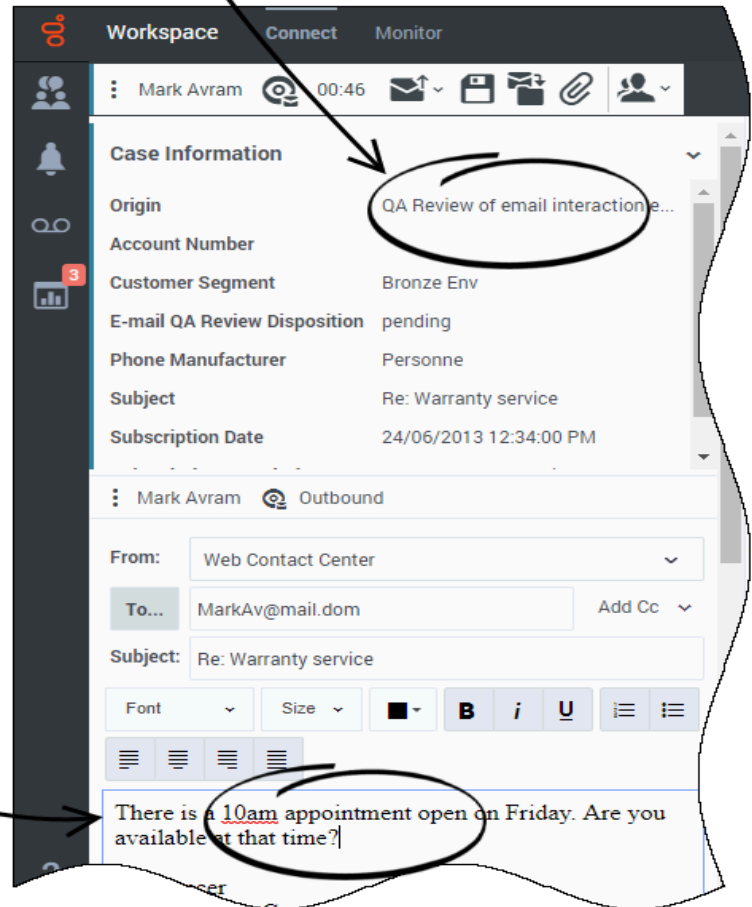 Workspace Connect Monitor
Mark Avram 00:46
Case Information
Origin QA Review of email interaction e...
Account Number
Customer Segment Bronze Env
3
E-mail QA Review Disposition pending
Phone Manufacturer Personne
Subject Re: Warranty service
Subscription Date 24/06/2013 12:34:00 PM
Mark Avram Outbound
From: Web Contact Center
To... MarkAv@mail.dom Add Cc
Subject: Re: Warranty service
Font Size B i U
There is a 10am appointment open on Friday. Are you
available at that time?